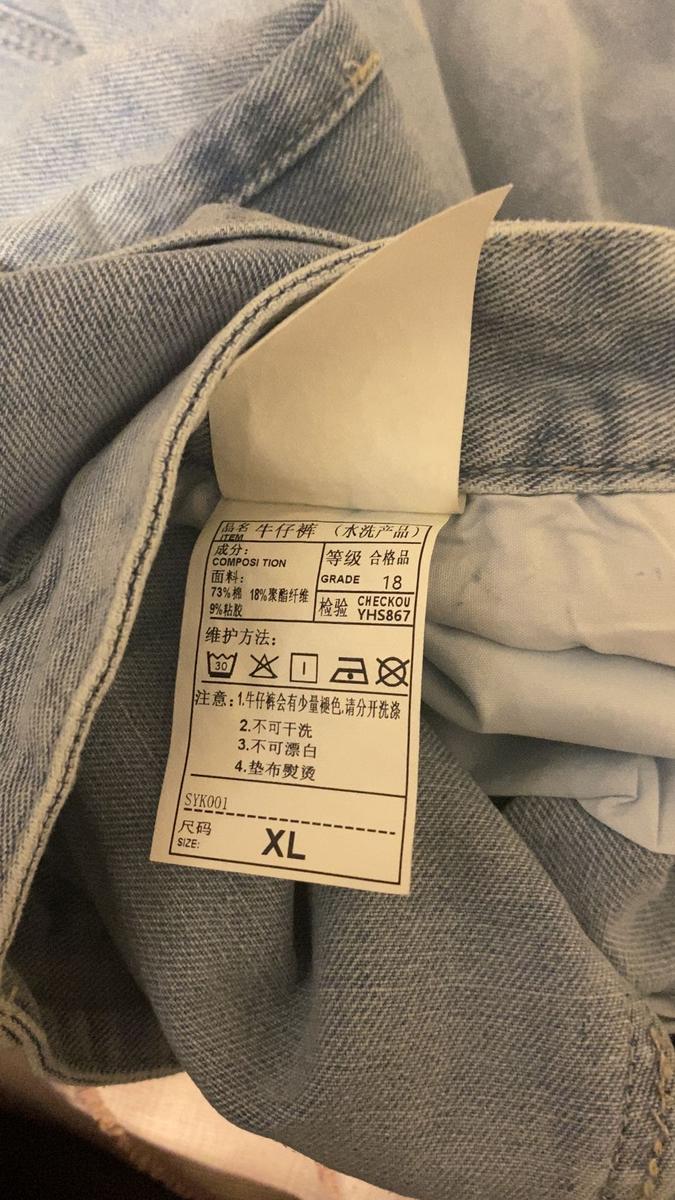 品名 牛仔裤 (水洗产品)
ITEM
成分:
COMPOSI TION
面料:
73%棉 18%聚酯纤维
9%粘胶
等级 合格品
GRADE 18
检验 CHECKOU
YHS867
维护方法:
30
注意:1.牛仔裤会有少量褪色,请分开洗涤
2.不可干洗
3.不可漂白
4.垫布熨烫
SYK001
尺码
SIZE: XL